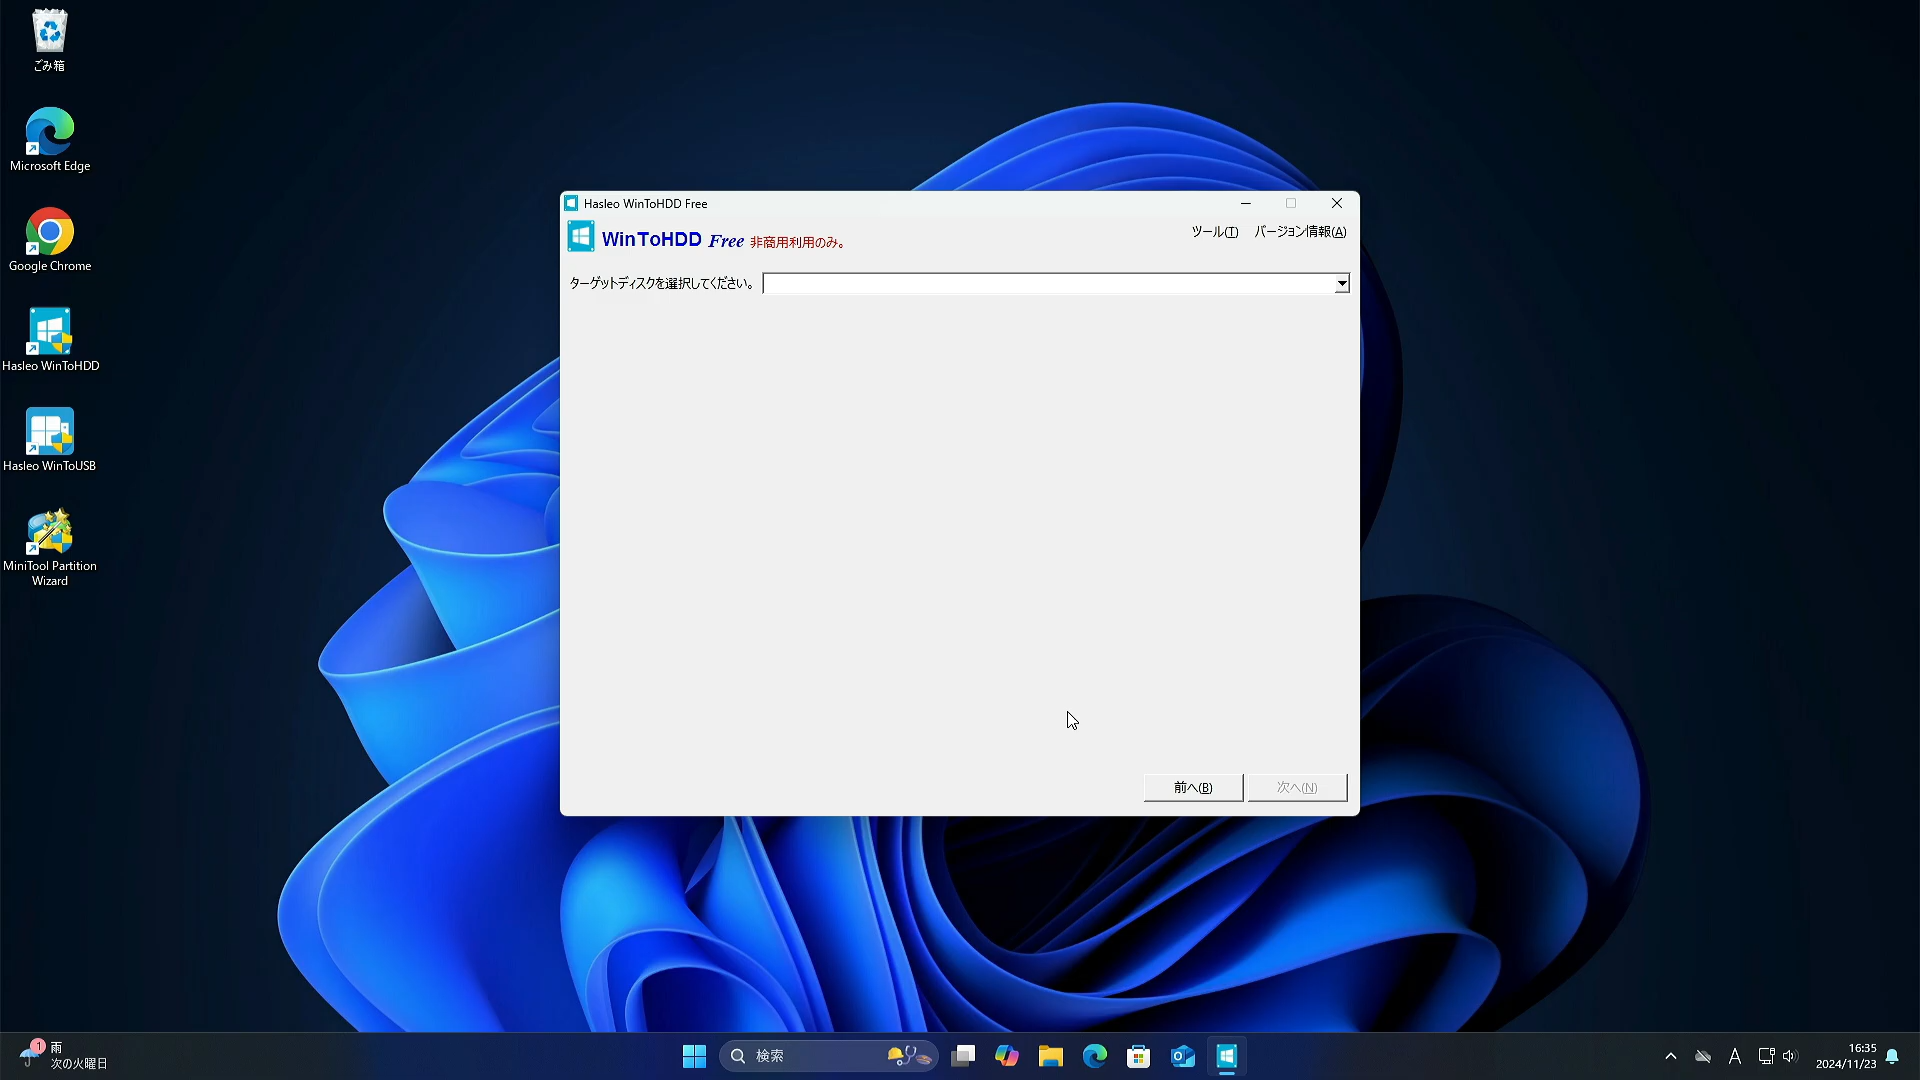 ごみ箱
Microsoft Edge
Google Chrome
Hasleo WinToHDD
Hasleo WinToUSB
MiniTool Partition
Wizard
Hasleo WinToHDD Free
WinToHDD Free 非商用利用のみ。
ツール(T) バージョン情報(A)
ターゲットディスクを選択してください。
前へ(B) 次へ(N)
1
雨
次の火曜日
検索
A
16:35
2024/11/23